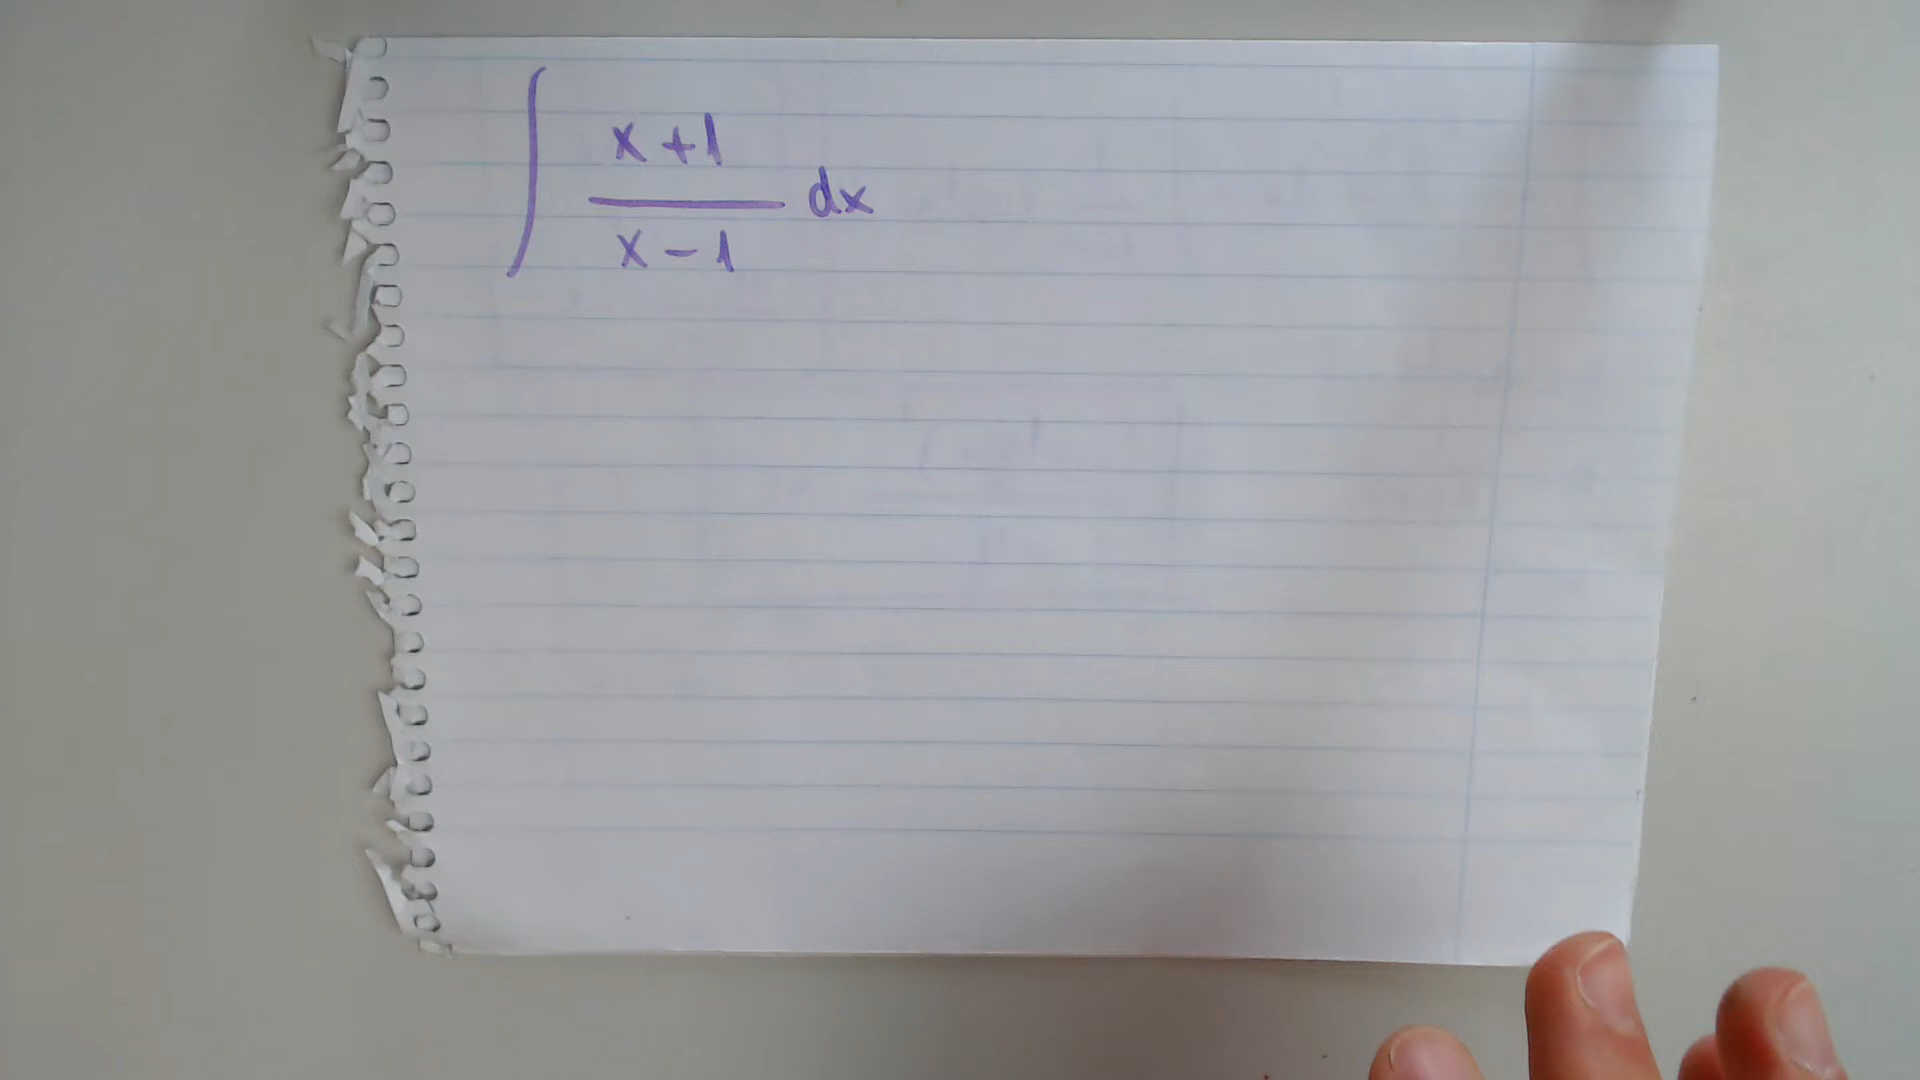 ∫ x+1
—— dx
x-1